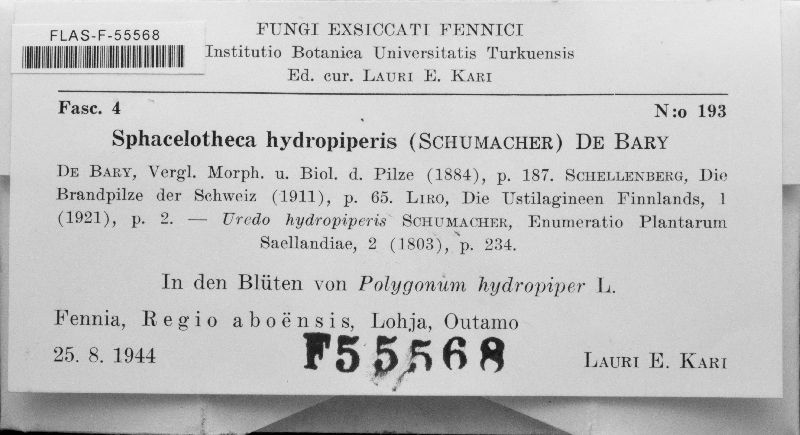 FLAS-F-55568
FUNGI EXSICCATI FENNICI
Institutio Botanica Universitatis Turkuensis
Ed. cur. LAURI E. KARI
Fasc. 4 N:o 193
Sphacelotheca hydropiperis (SCHUMACHER) DE BARY
DE BARY, Vergl. Morph. u. Biol. d. Pilze (1884), p. 187. SCHELLENBERG, Die
Brandpilze der Schweiz (1911), p. 65. LIRO, Die Ustilagineen Finnlands, 1
(1921), p. 2. — Uredo hydropiperis SCHUMACHER, Enumeratio Plantarum
Saellandiae, 2 (1803), p. 234.
In den Blüten von Polygonum hydropiper L.
Fennia, Regio aboënsis, Lohja, Outamo
25. 8. 1944 F55568 LAURI E. KARI